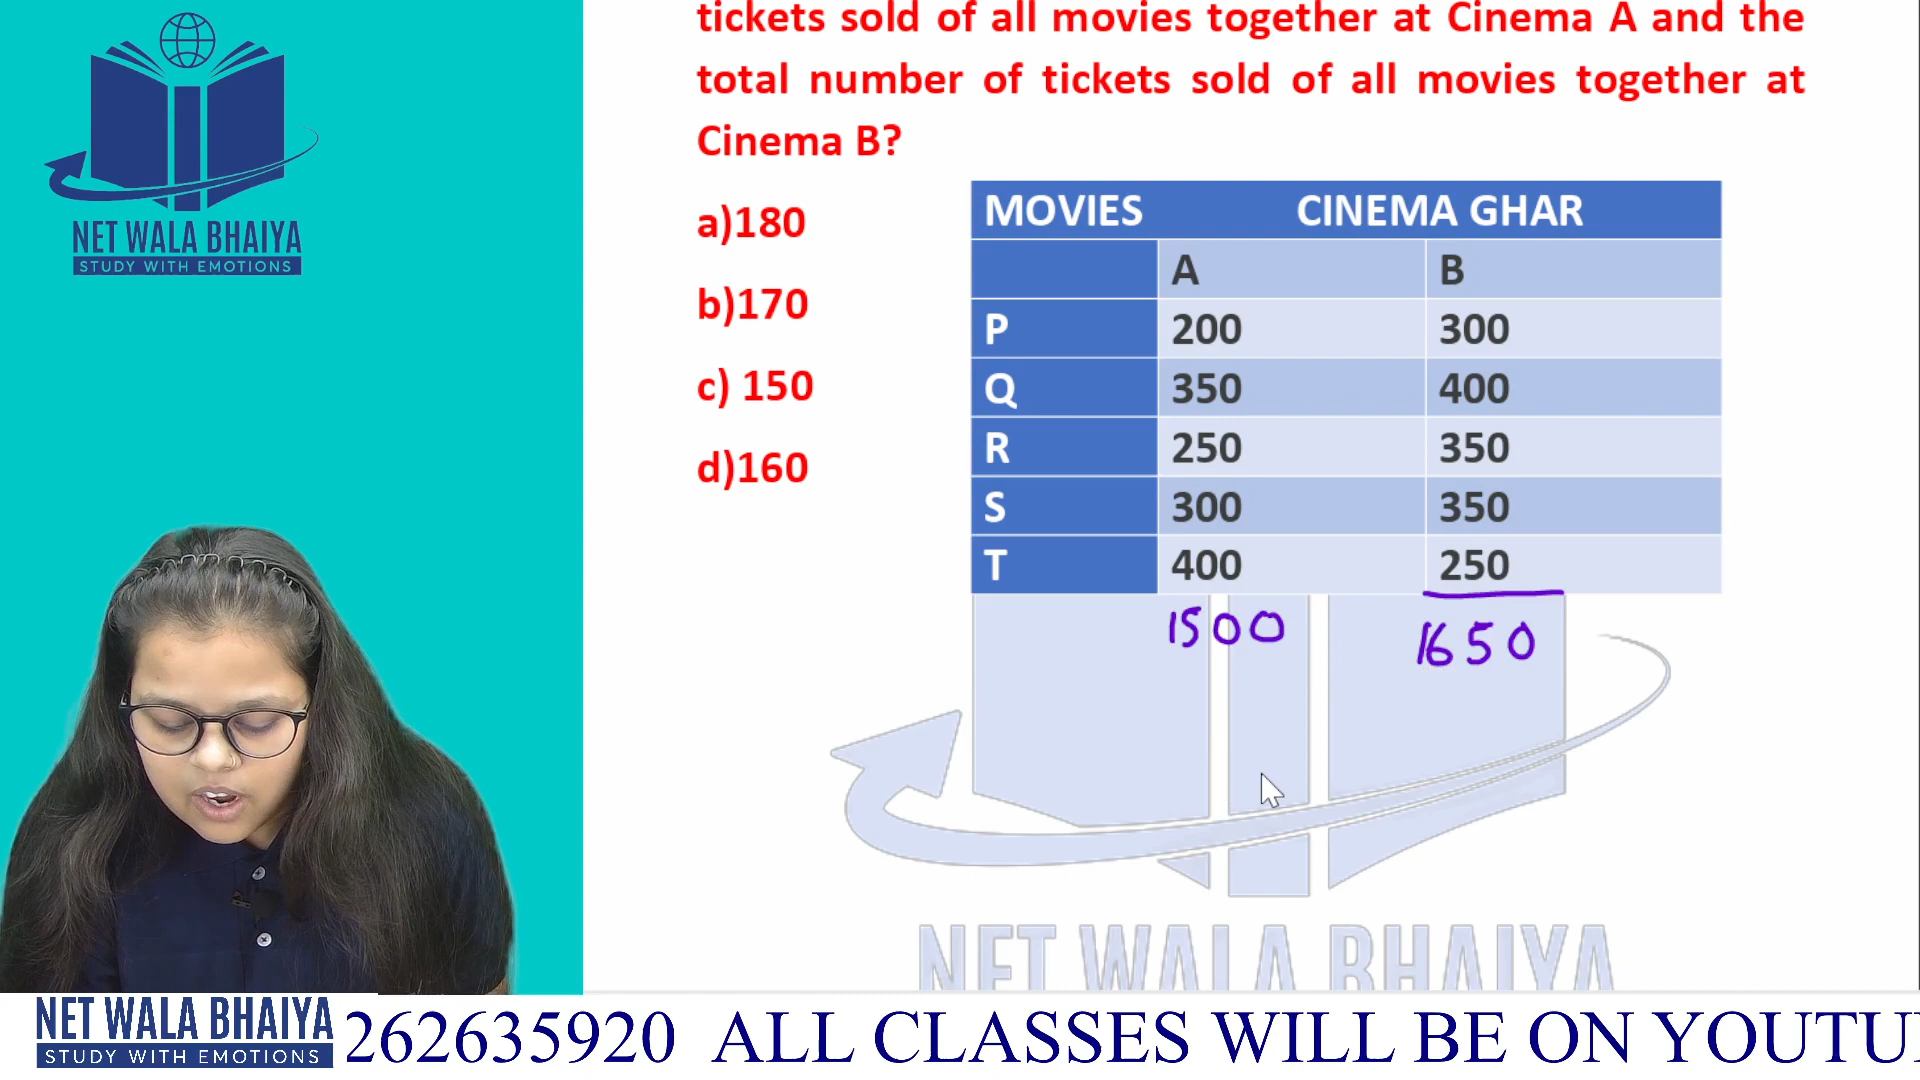 tickets sold of all movies together at Cinema A and the
total number of tickets sold of all movies together at
Cinema B?
NET WALA BHAIYA
STUDY WITH EMOTIONS
a)180
b)170
c) 150
d)160
MOVIES CINEMA GHAR
A B
P 200 300
Q 350 400
R 250 350
S 300 350
T 400 250
1500 1650
NET WALA BHAIYA
NET WALA BHAIYA
STUDY WITH EMOTIONS
262635920 ALL CLASSES WILL BE ON YOUTU